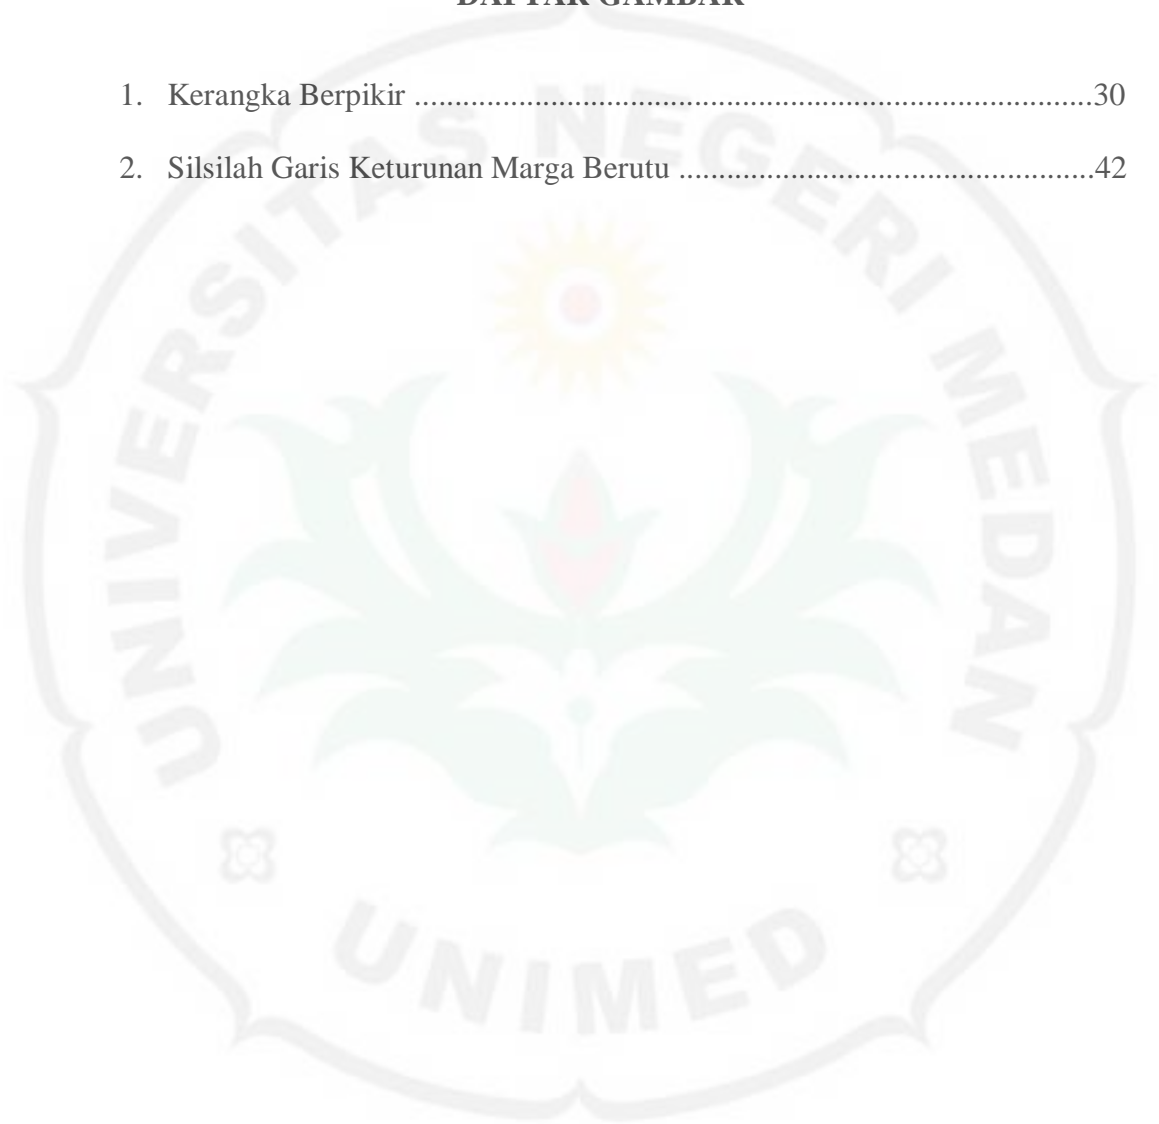 DAFTAR GAMBAR
1. Kerangka Berpikir ....................................................................................30
2. Silsilah Garis Keturunan Marga Berutu ...................................................42
UNIVERSITAS NEGERI MEDAN
UNIMED